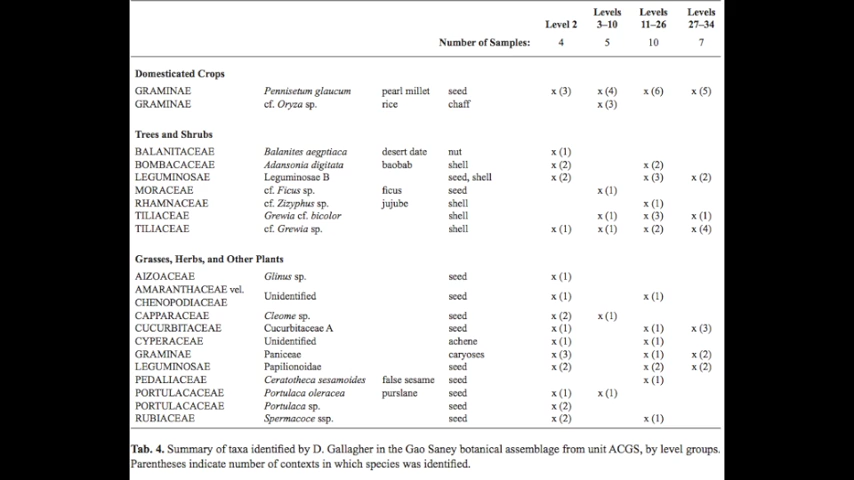 Levels Levels Levels
Level 2 3–10 11–26 27–34
Number of Samples: 4 5 10 7
Domesticated Crops
GRAMINAE Pennisetum glaucum pearl millet seed x (3) x (4) x (6) x (5)
GRAMINAE cf. Oryza sp. rice chaff x (3)
Trees and Shrubs
BALANITACEAE Balanites aegptiaca desert date nut x (1)
BOMBACACEAE Adansonia digitata baobab shell x (2) x (2)
LEGUMINOSAE Leguminosae B seed, shell x (2) x (3) x (2)
MORACEAE cf. Ficus sp. ficus seed x (1)
RHAMNACEAE cf. Zizyphus sp. jujube shell x (1)
TILIACEAE Grewia cf. bicolor shell x (1) x (3) x (1)
TILIACEAE cf. Grewia sp. shell x (1) x (1) x (2) x (4)
Grasses, Herbs, and Other Plants
AIZOACEAE Glinus sp. seed x (1)
AMARANTHACEAE vel.
CHENOPODIACEAE Unidentified seed x (1) x (1)
CAPPARACEAE Cleome sp. seed x (2) x (1)
CUCURBITACEAE Cucurbitaceae A seed x (1) x (1) x (3)
CYPERACEAE Unidentified achene x (1) x (1)
GRAMINAE Paniceae caryoses x (3) x (1) x (2)
LEGUMINOSAE Papilionoidae seed x (2) x (2) x (2)
PEDALIACEAE Ceratotheca sesamoides false sesame seed x (1)
PORTULACACEAE Portulaca oleracea purslane seed x (1) x (1)
PORTULACACEAE Portulaca sp. seed x (2)
RUBIACEAE Spermacoce ssp. seed x (2) x (1)
Tab. 4. Summary of taxa identified by D. Gallagher in the Gao Saney botanical assemblage from unit ACGS, by level groups.
Parentheses indicate number of contexts in which species was identified.